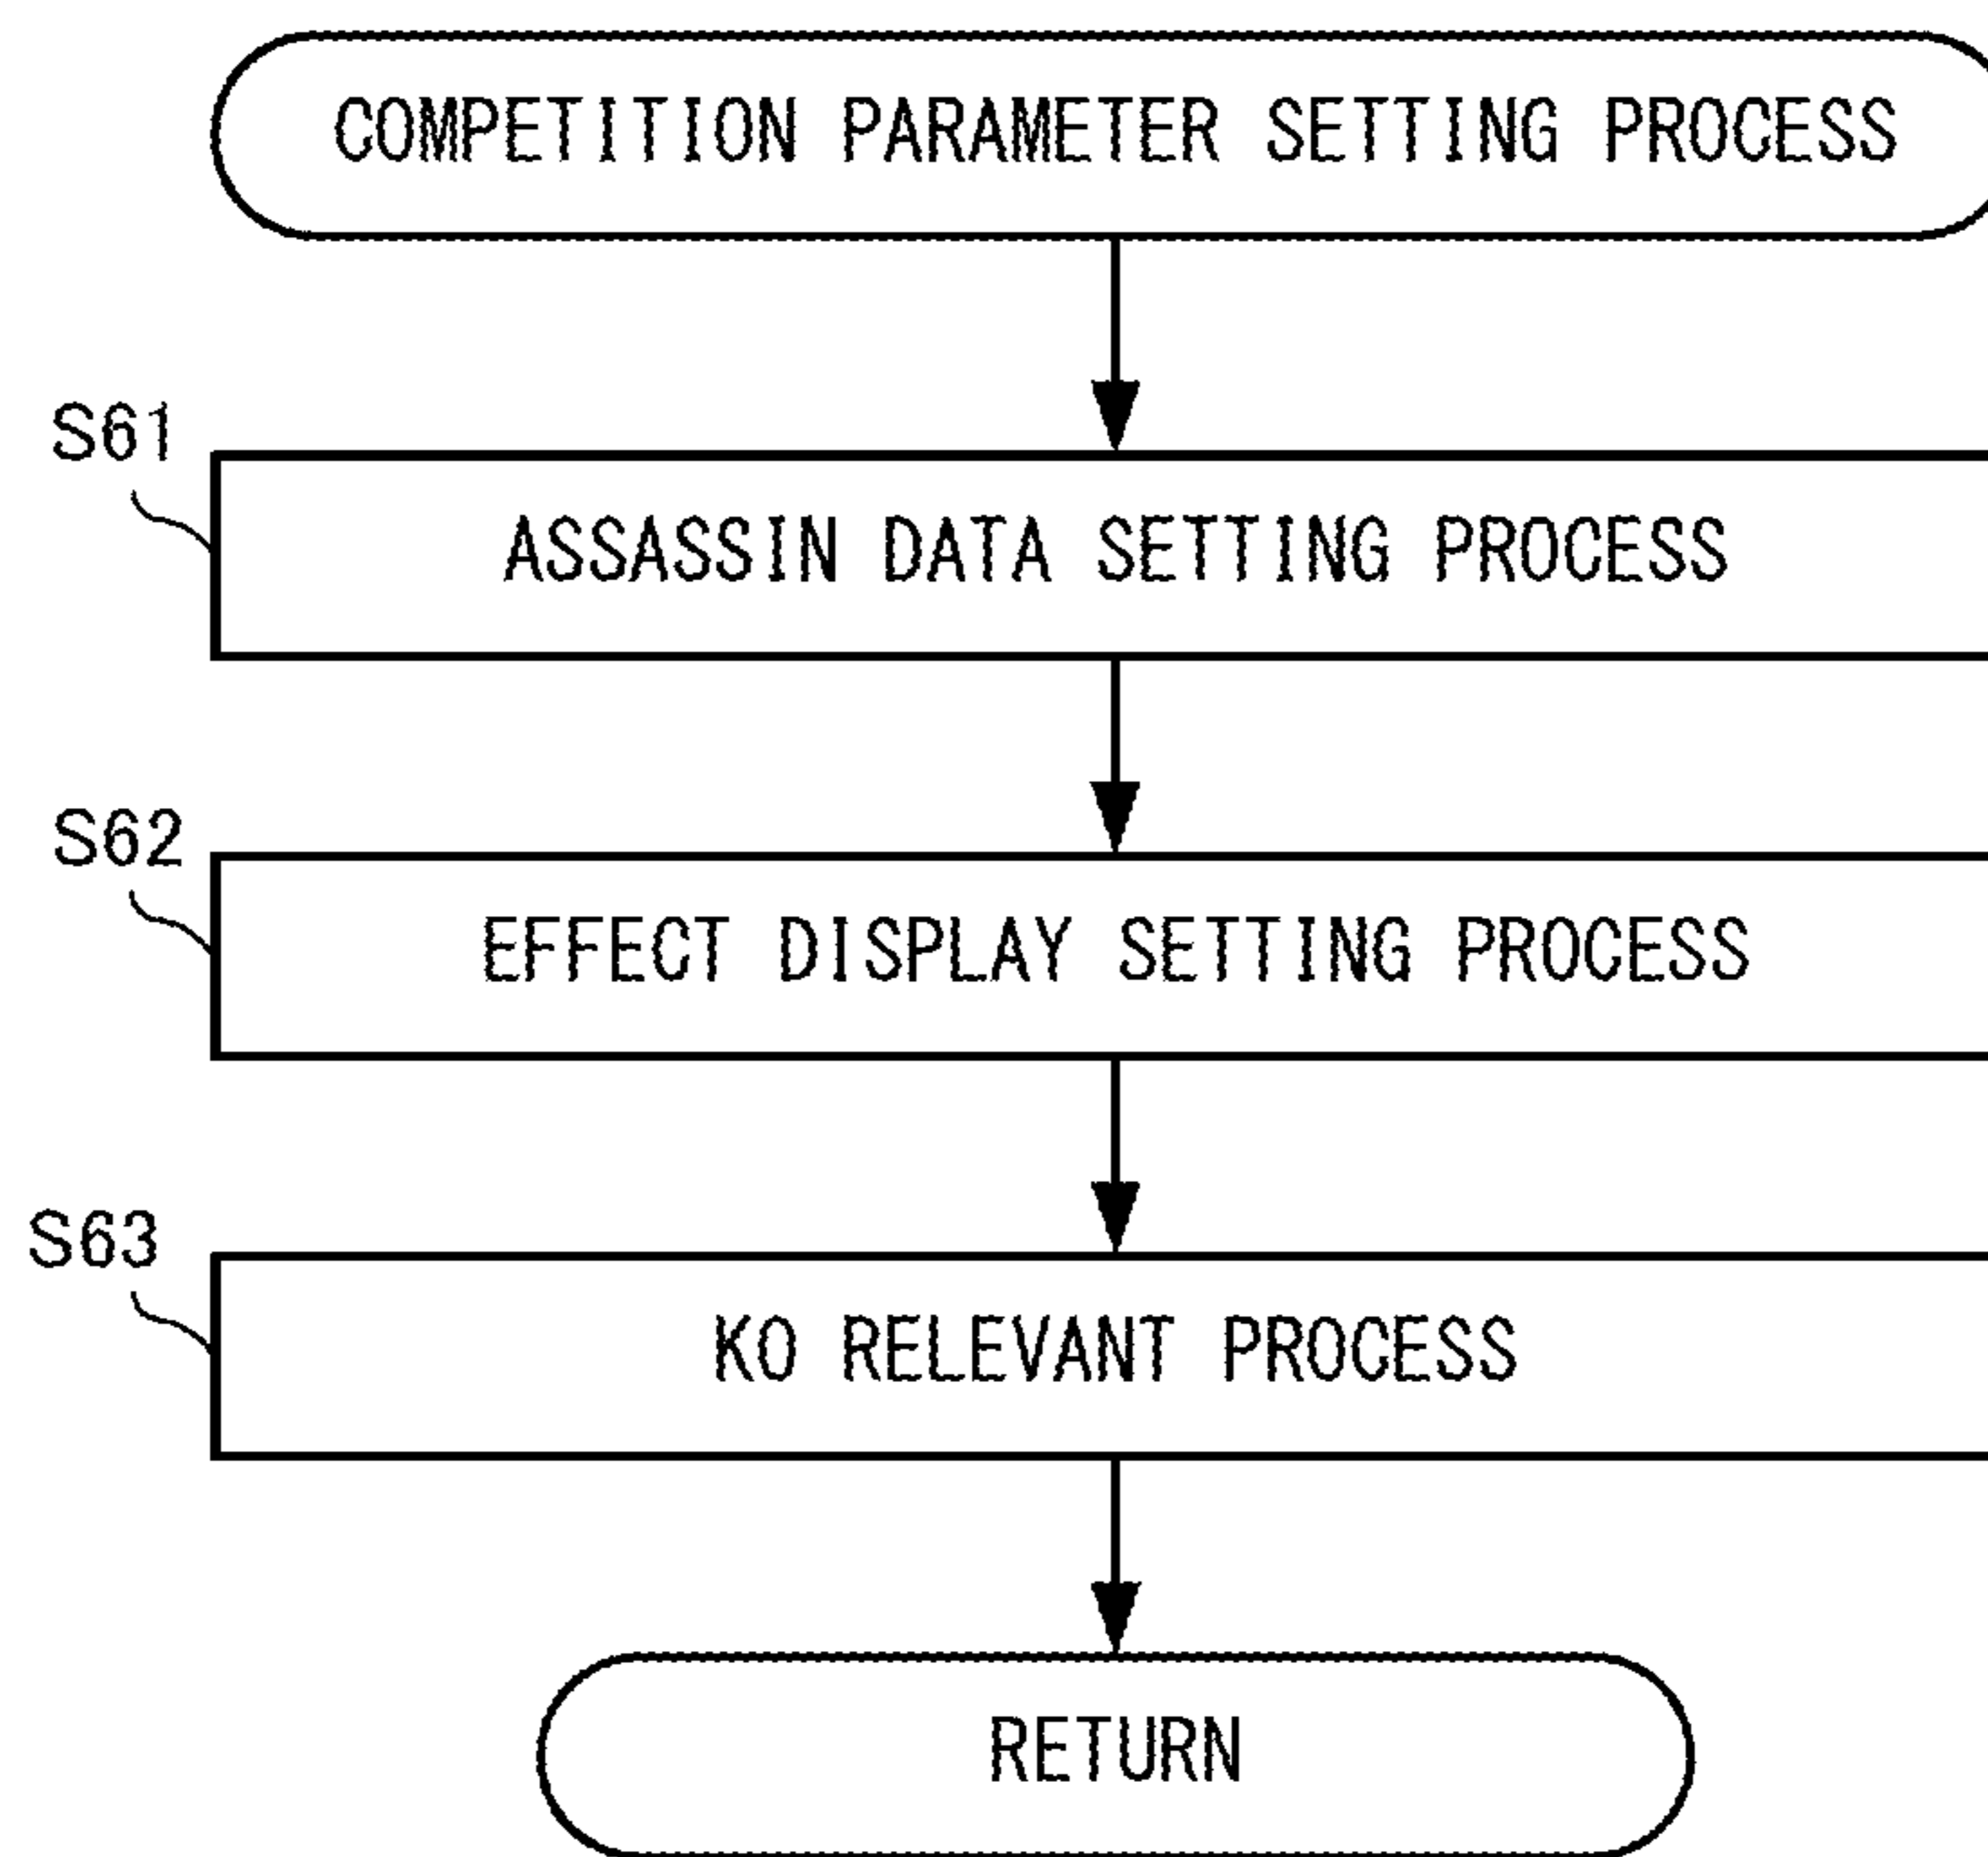 COMPETITION PARAMETER SETTING PROCESS
S61
ASSASSIN DATA SETTING PROCESS
S62
EFFECT DISPLAY SETTING PROCESS
S63
KO RELEVANT PROCESS
RETURN